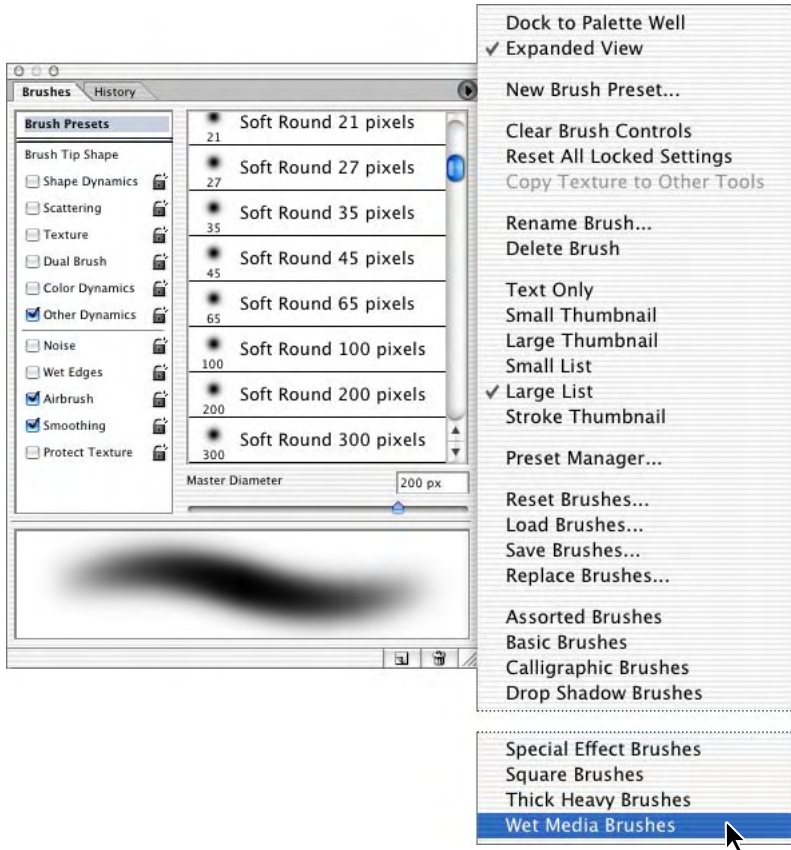 Brushes
History
Brush Presets
Brush Tip Shape
Shape Dynamics
Scattering
Texture
Dual Brush
Color Dynamics
Other Dynamics
Noise
Wet Edges
Airbrush
Smoothing
Protect Texture
21 Soft Round 21 pixels
27 Soft Round 27 pixels
35 Soft Round 35 pixels
45 Soft Round 45 pixels
65 Soft Round 65 pixels
100 Soft Round 100 pixels
200 Soft Round 200 pixels
300 Soft Round 300 pixels
Master Diameter 200 px
Dock to Palette Well
Expanded View
New Brush Preset...
Clear Brush Controls
Reset All Locked Settings
Copy Texture to Other Tools
Rename Brush...
Delete Brush
Text Only
Small Thumbnail
Large Thumbnail
Small List
Large List
Stroke Thumbnail
Preset Manager...
Reset Brushes...
Load Brushes...
Save Brushes...
Replace Brushes...
Assorted Brushes
Basic Brushes
Calligraphic Brushes
Drop Shadow Brushes
Special Effect Brushes
Square Brushes
Thick Heavy Brushes
Wet Media Brushes